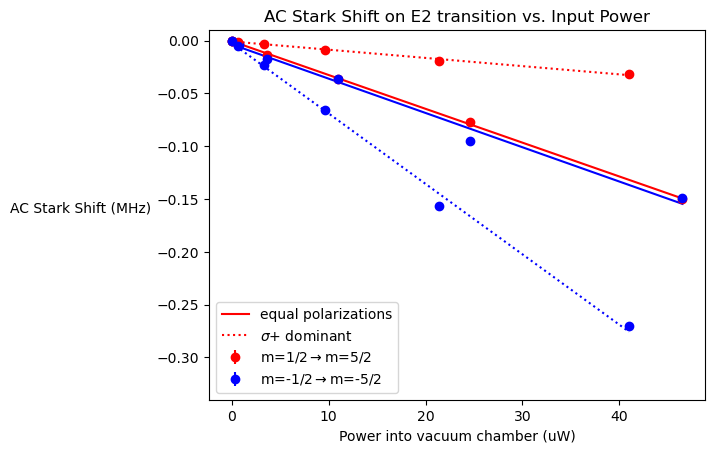 AC Stark Shift on E2 transition vs. Input Power
0.00
−0.05
−0.10
−0.15
AC Stark Shift (MHz)
−0.20
−0.25
−0.30
equal polarizations
σ+ dominant
m=1/2→m=5/2
m=-1/2→m=-5/2
0 10 20 30 40
Power into vacuum chamber (uW)